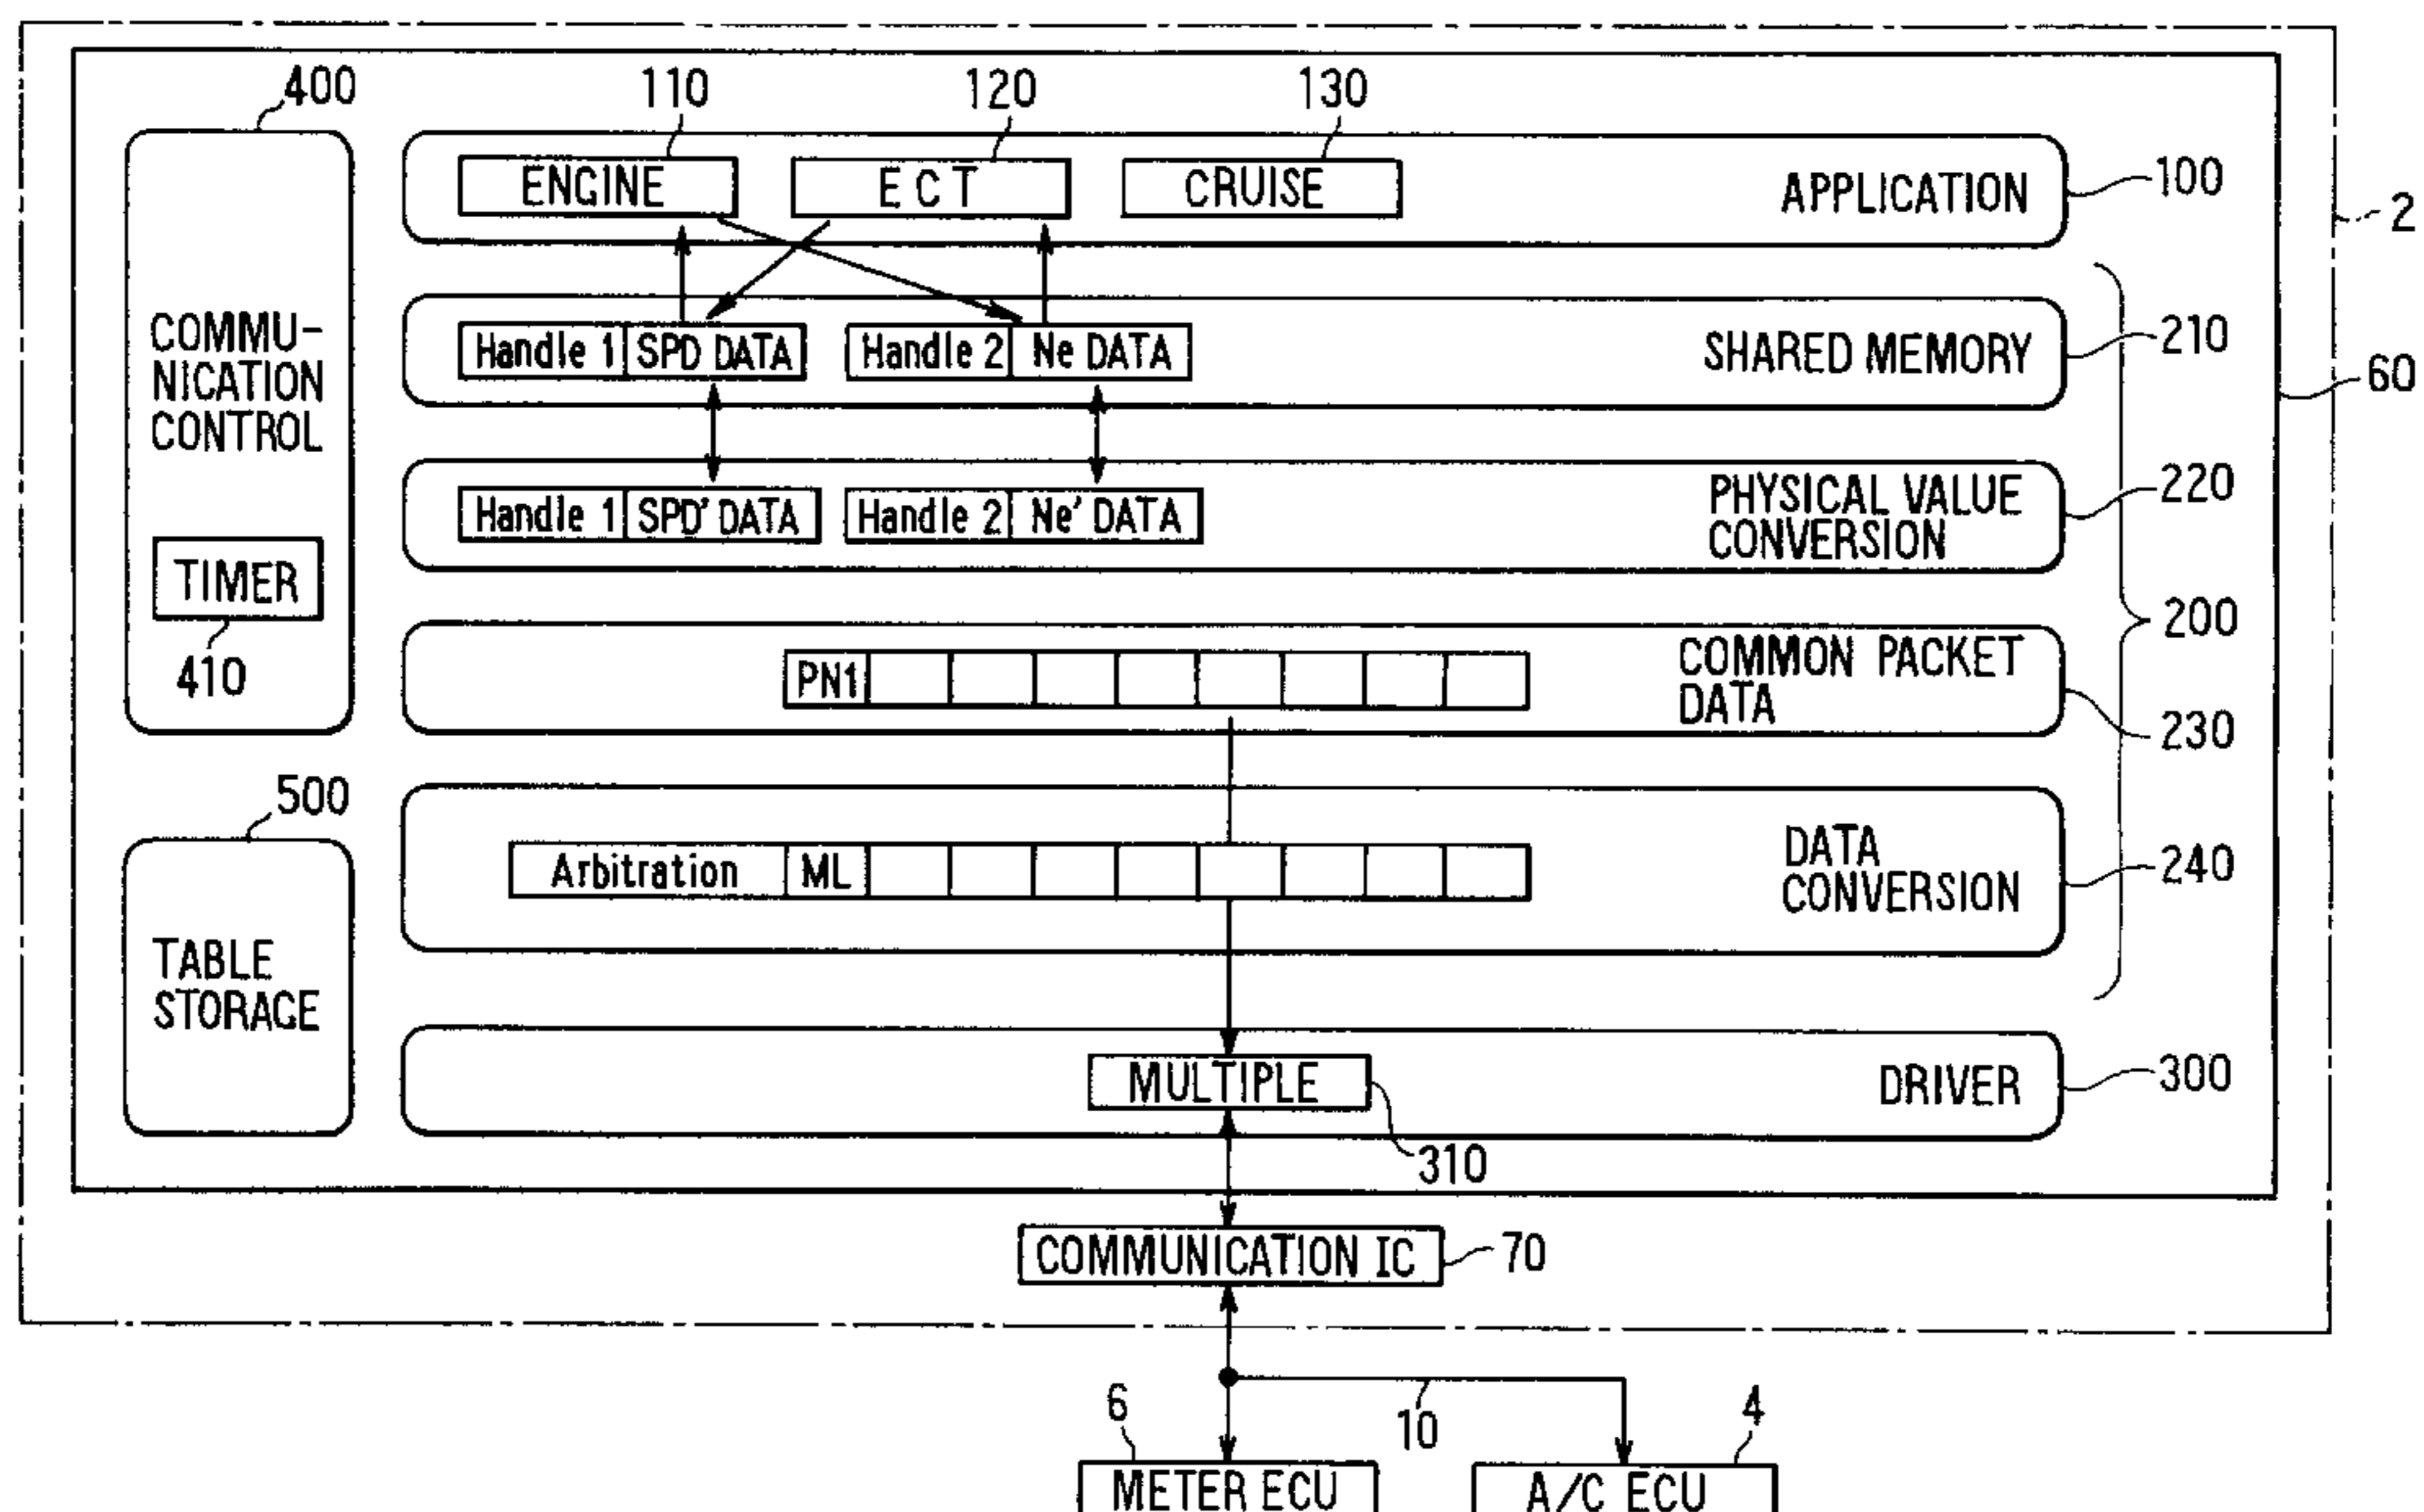 400
110
120
130
ENGINE
E C T
CRUISE
APPLICATION
100
2
COMMU-
NICATION
CONTROL
Handle 1 SPD DATA
Handle 2 Ne DATA
SHARED MEMORY
210
60
Handle 1 SPD' DATA
Handle 2 Ne' DATA
PHYSICAL VALUE
CONVERSION
220
TIMER
410
200
PN1
COMMON PACKET
DATA
230
500
TABLE
STORAGE
Arbitration ML
DATA
CONVERSION
240
MULTIPLE
310
DRIVER
300
COMMUNICATION IC
70
6
10
4
METER ECU
A/C ECU